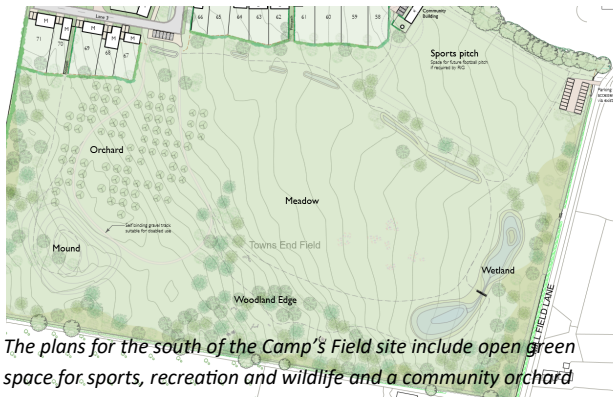 Lane 3
66
65
64
63
62
61
60
59
58
Community
Building
71
70
69
68
67
M
M
M
M
Sports pitch
Space for future football pitch
if required by R/G
Parking
Orchard
Meadow
Self binding gravel track
suitable for disabled use
Towns End Field
Mound
Wetland
Woodland Edge
FIELD LANE
The plans for the south of the Camp's Field site include open green
space for sports, recreation and wildlife and a community orchard